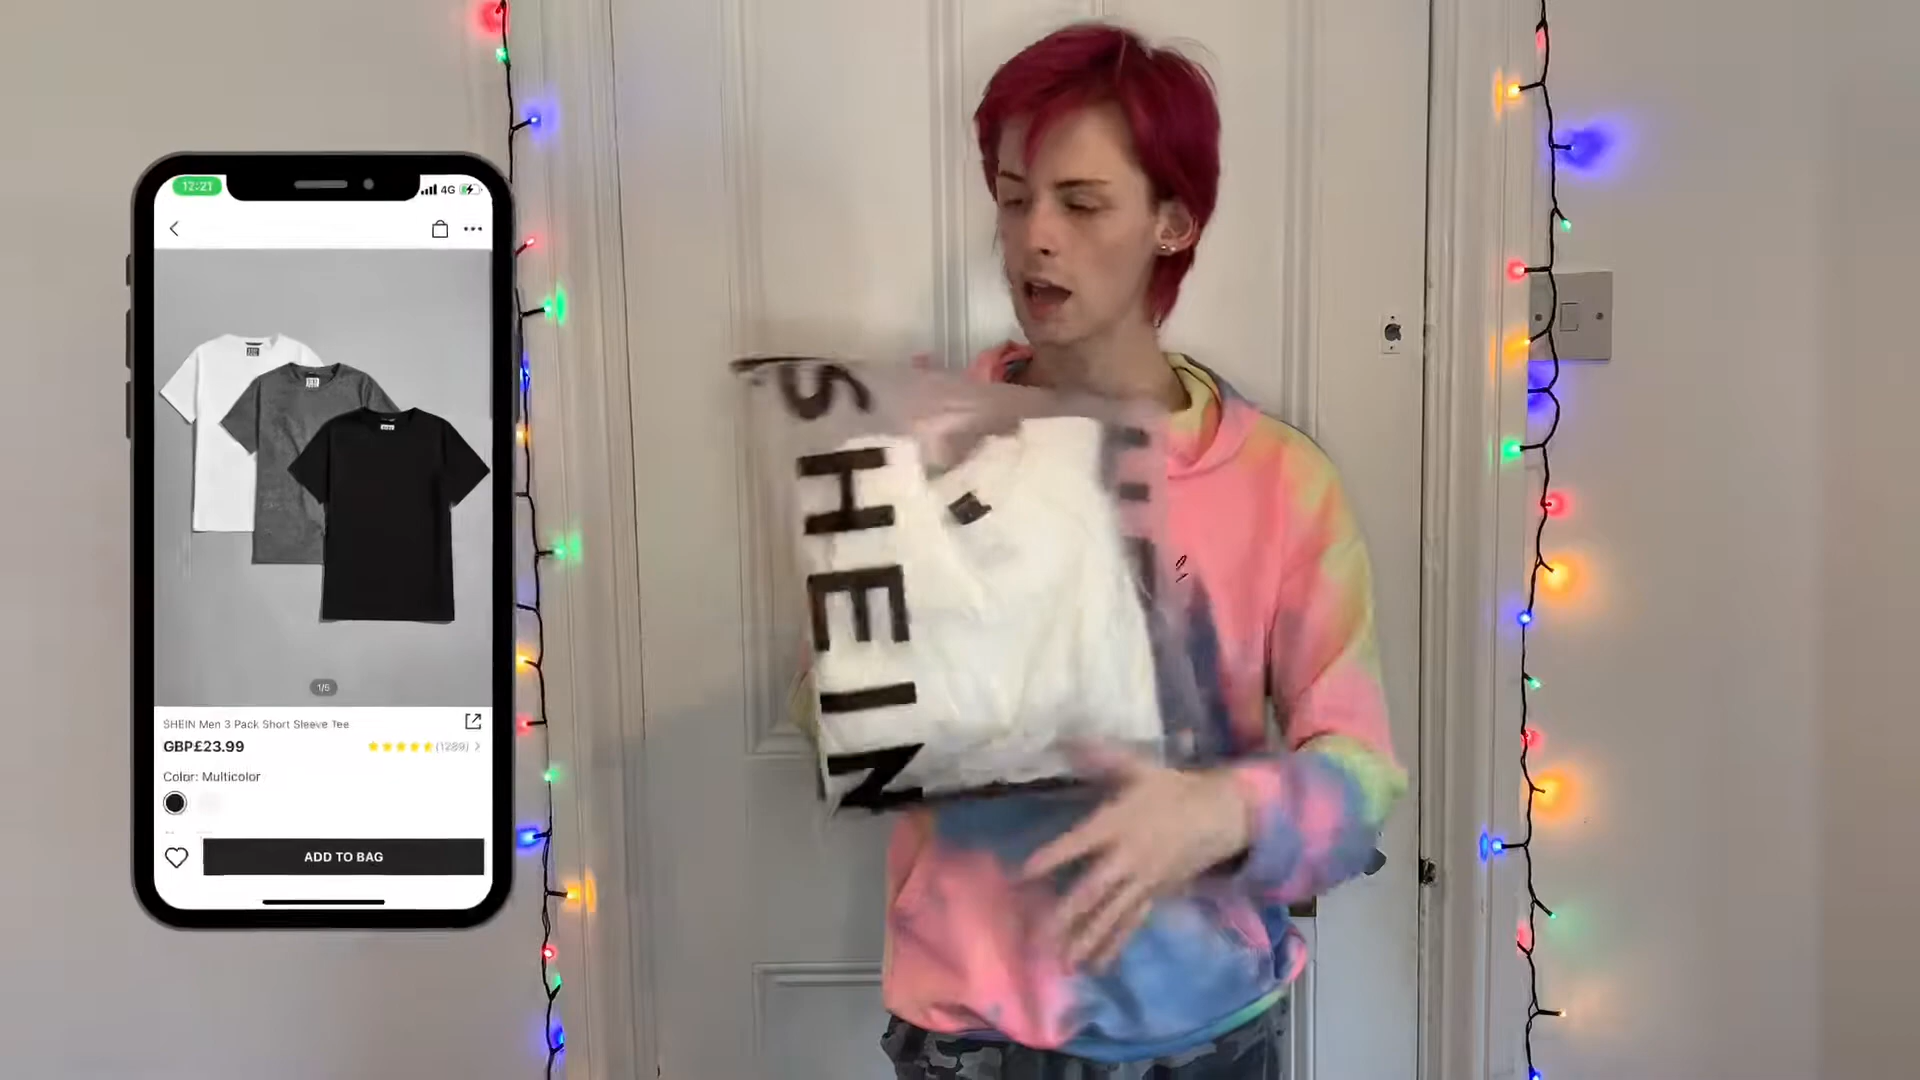 12:21
4G
1/5
SHEIN Men 3 Pack Short Sleeve Tee
GBP£23.99
(1289)
Color: Multicolor
ADD TO BAG
SHEIN